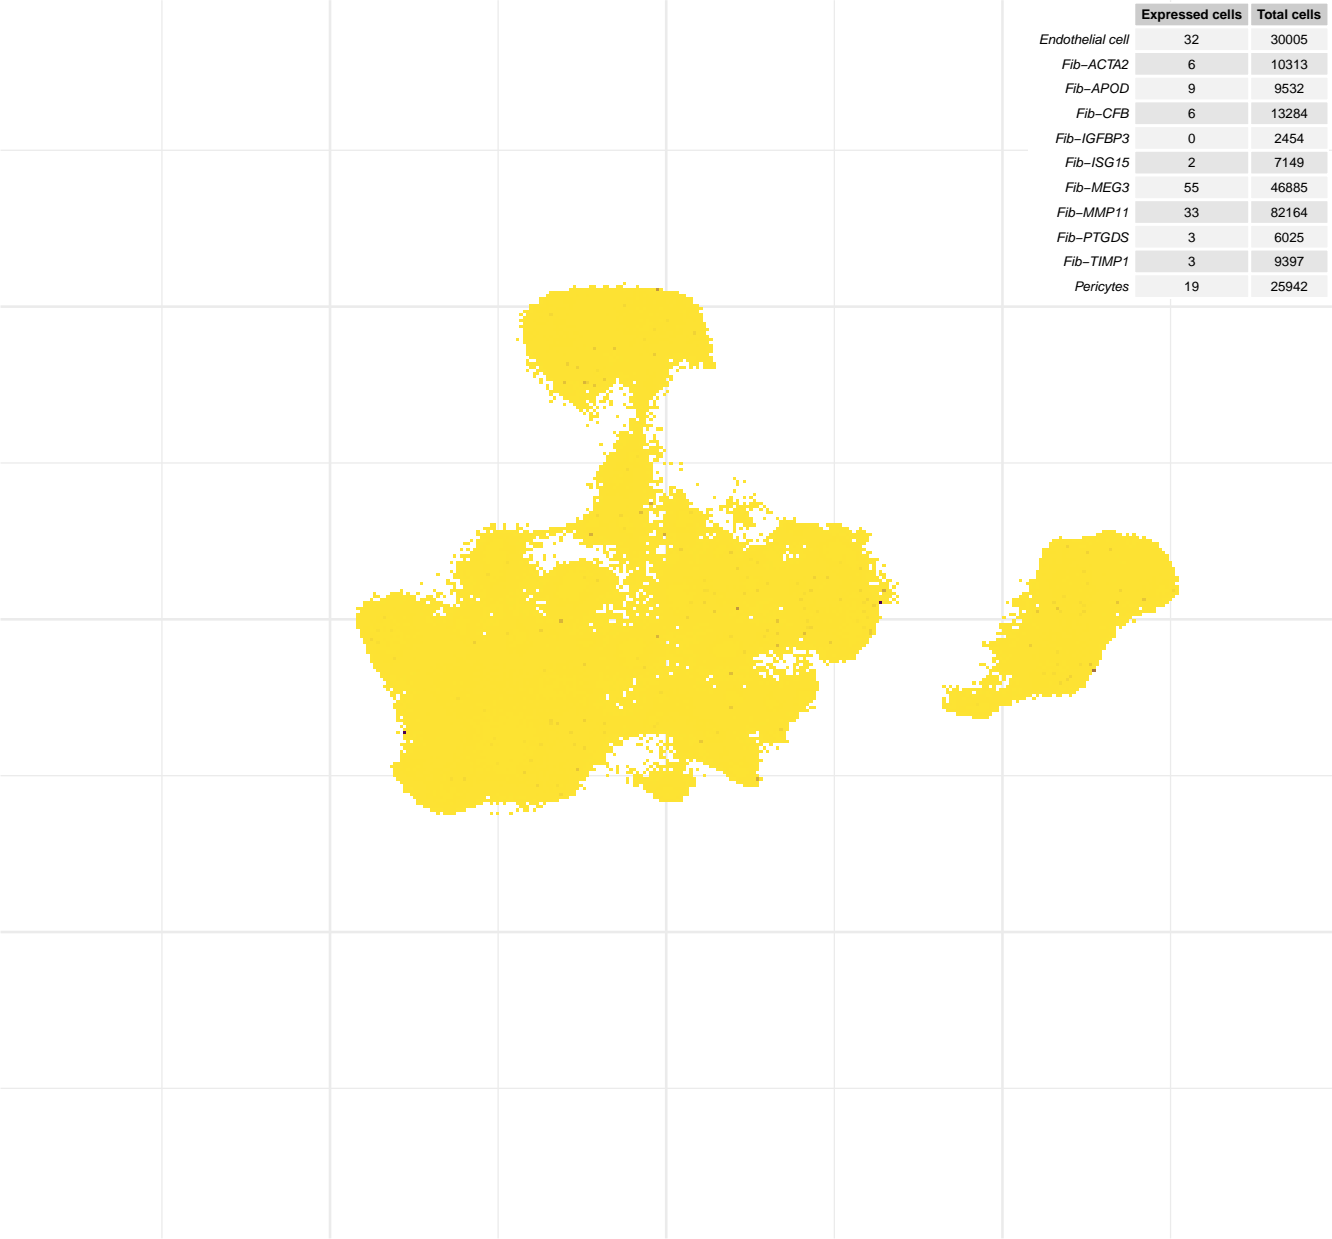 Expressed cells Total cells
Endothelial cell 32 30005
Fib−ACTA2 6 10313
Fib−APOD 9 9532
Fib−CFB 6 13284
Fib−IGFBP3 0 2454
Fib−ISG15 2 7149
Fib−MEG3 55 46885
Fib−MMP11 33 82164
Fib−PTGDS 3 6025
Fib−TIMP1 3 9397
Pericytes 19 25942